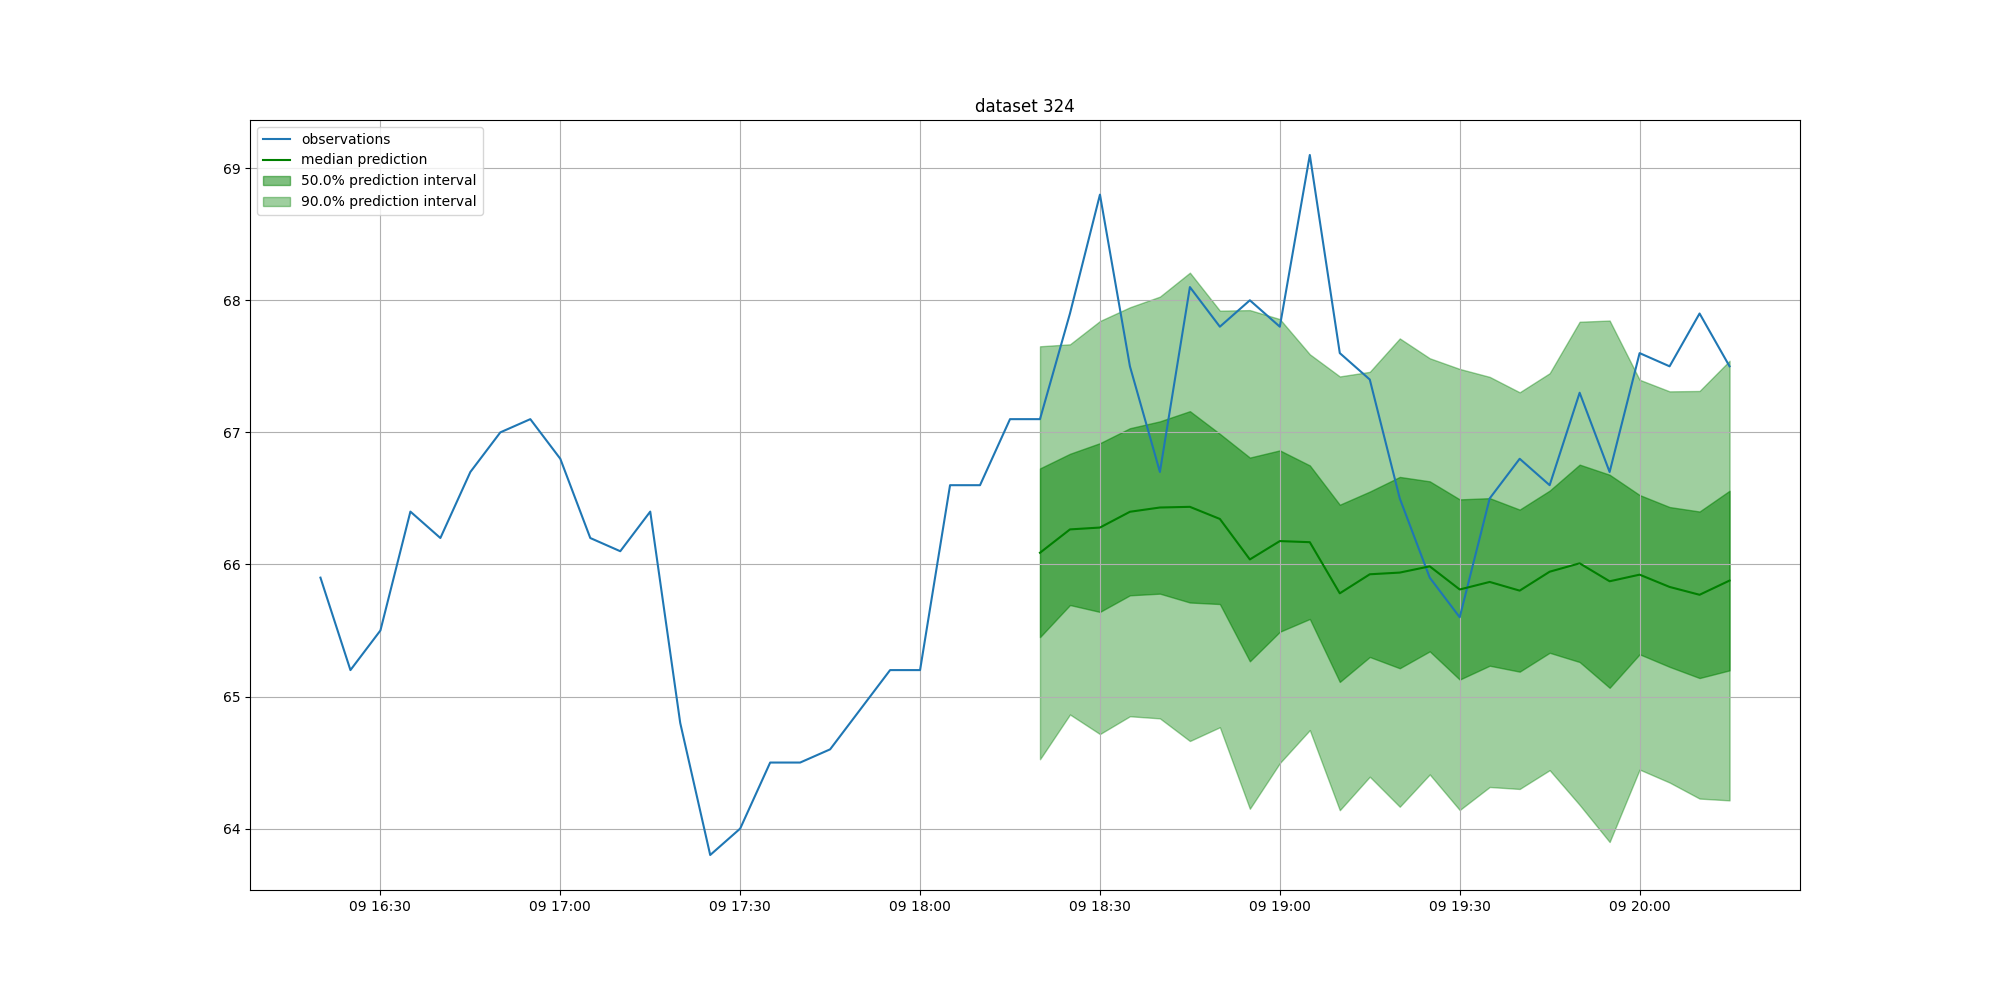 dataset 324
observations
median prediction
50.0% prediction interval
90.0% prediction interval
69
68
67
66
65
64
09 16:30
09 17:00
09 17:30
09 18:00
09 18:30
09 19:00
09 19:30
09 20:00